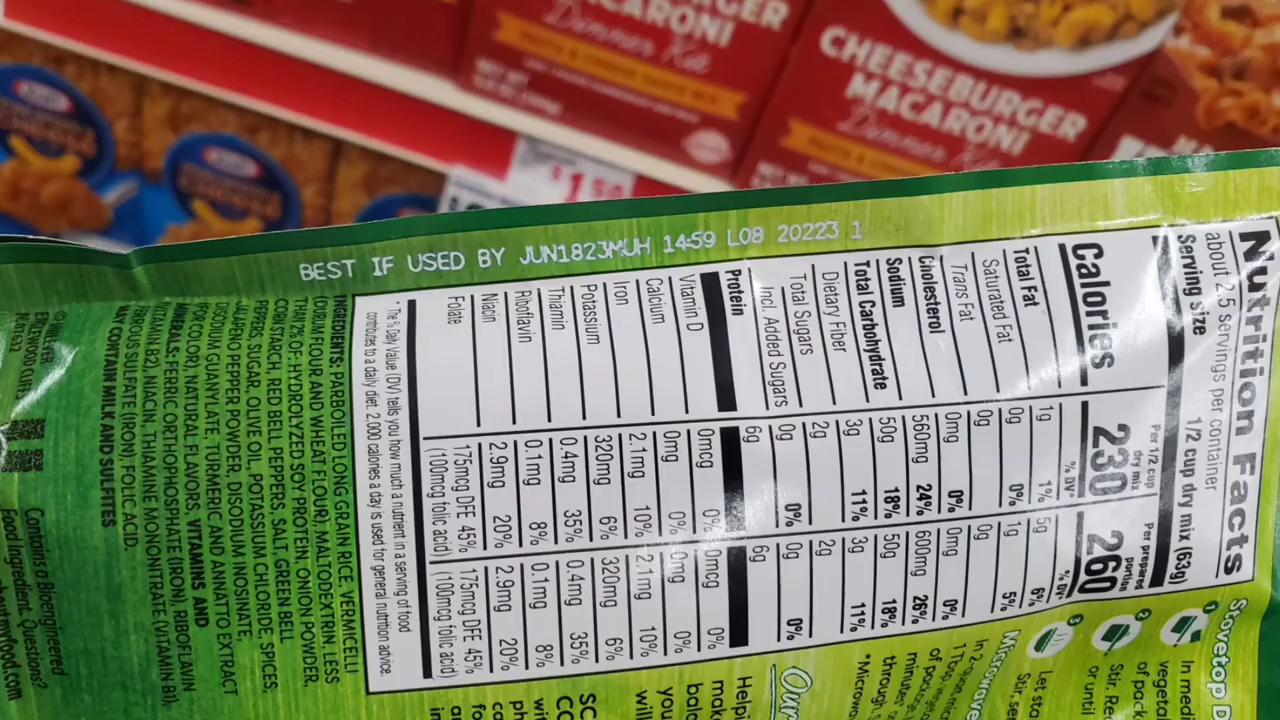 CHEESEBURGER
MACARONI
Dinner Kit
MACARONI
Dinner Kit
BEST IF USED BY JUN1823MUH 14:59 L08 20223 1
Nutrition Facts
about 2.5 servings per container
Serving size 1/2 cup dry mix (63g)
Per 1/2 cup dry mix
Per prepared portion
Calories 230 260
% DV* % DV*
Total Fat 1g 1% 5g 6%
Saturated Fat 0g 0% 1g 5%
Trans Fat 0g 0g
Cholesterol 0mg 0% 0mg 0%
Sodium 560mg 24% 600mg 26%
Total Carbohydrate 50g 18% 50g 18%
Dietary Fiber 3g 11% 3g 11%
Total Sugars 2g 2g
Incl. Added Sugars 0g 0% 0g 0%
Protein 6g 6g
Vitamin D 0mcg 0% 0mcg 0%
Calcium 0mg 0% 0mg 0%
Iron 2.1mg 10% 2.1mg 10%
Potassium 320mg 6% 320mg 6%
Thiamin 0.4mg 35% 0.4mg 35%
Riboflavin 0.1mg 8% 0.1mg 8%
Niacin 2.9mg 20% 2.9mg 20%
Folate 175mcg DFE 45% 175mcg DFE 45%
(100mcg folic acid) (100mcg folic acid)
* The % Daily Value (DV) tells you how much a nutrient in a serving of food
contributes to a daily diet. 2,000 calories a day is used for general nutrition advice.
INGREDIENTS: PARBOILED LONG GRAIN RICE, VERMICELLI
(DURUM FLOUR AND WHEAT FLOUR), MALTODEXTRIN, LESS
THAN 2% OF: HYDROLYZED SOY PROTEIN, ONION POWDER,
CORN STARCH, RED BELL PEPPERS, SALT, GREEN BELL
PEPPERS, SUGAR, OLIVE OIL, POTASSIUM CHLORIDE, SPICES,
JALAPENO PEPPER POWDER, DISODIUM INOSINATE,
DISODIUM GUANYLATE, TURMERIC AND ANNATTO EXTRACT
(FOR COLOR), NATURAL FLAVORS. VITAMINS AND
MINERALS: FERRIC ORTHOPHOSPHATE (IRON), RIBOFLAVIN
(VITAMIN B2), NIACIN, THIAMINE MONONITRATE (VITAMIN B1),
FERROUS SULFATE (IRON), FOLIC ACID.
MAY CONTAIN MILK AND SULFITES
©UNILEVER
ENGLEWOOD CLIFFS
Contains a Bioengineered
Food Ingredient. Questions?
Stovetop
1 In med
vegeta
of pack
2 Stir. Re
or until
3 Let sta
Stir, ser
Microwave
Our
Helpi